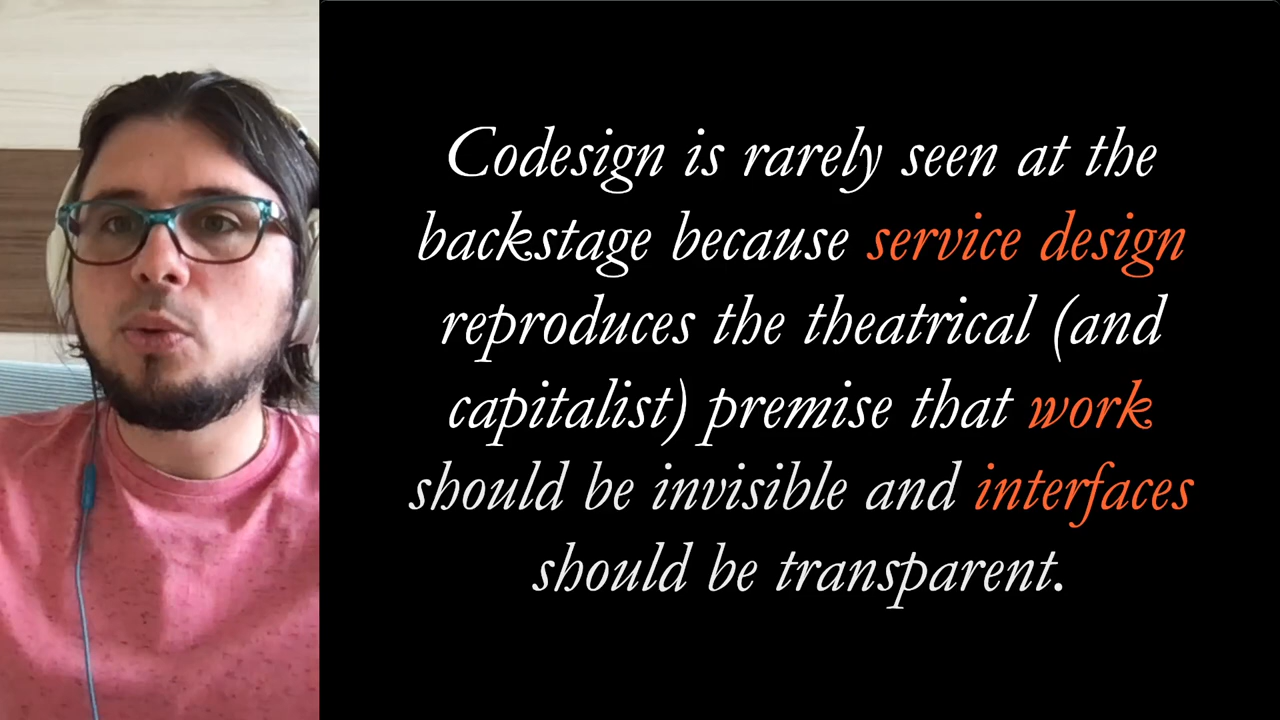 Codesign is rarely seen at the
backstage because service design
reproduces the theatrical (and
capitalist) premise that work
should be invisible and interfaces
should be transparent.